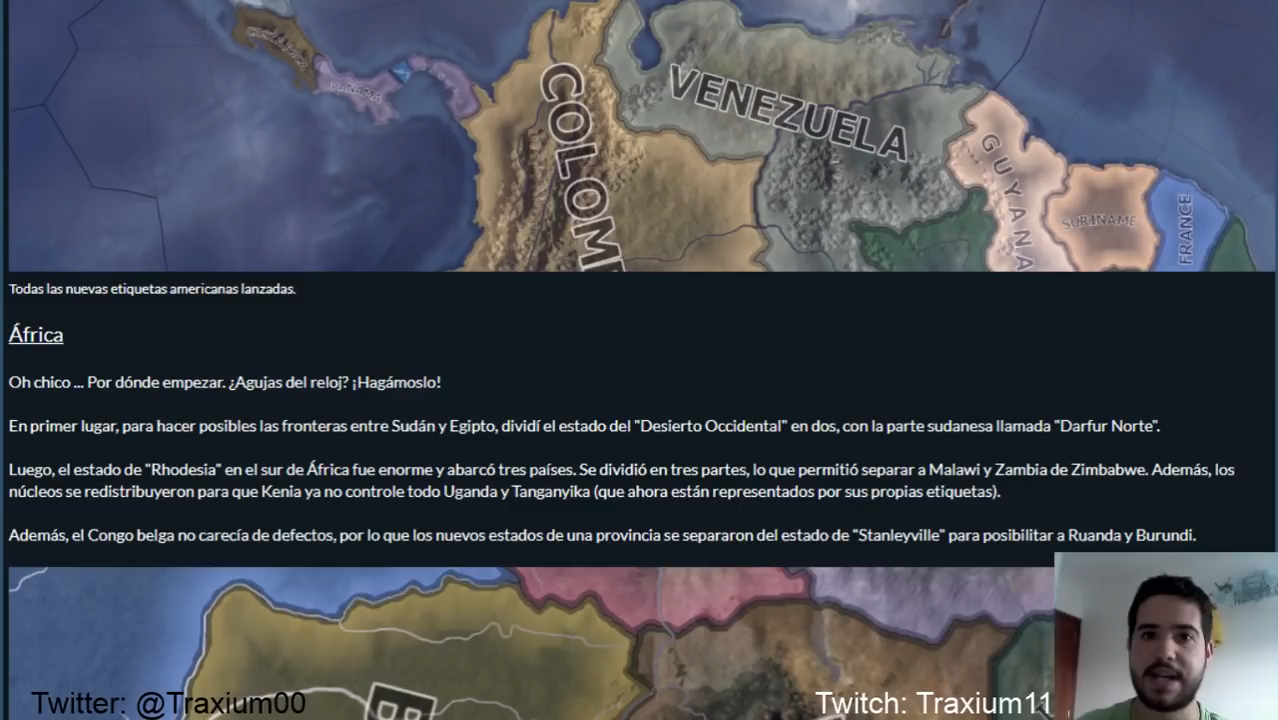 COSTA RICA
PANAMA
COLOM
VENEZUELA
GUYANA
SURINAME
FRANCE
Todas las nuevas etiquetas americanas lanzadas.
África
Oh chico ... Por dónde empezar. ¿Agujas del reloj? ¡Hagámoslo!
En primer lugar, para hacer posibles las fronteras entre Sudán y Egipto, dividí el estado del "Desierto Occidental" en dos, con la parte sudanesa llamada "Darfur Norte".
Luego, el estado de "Rhodesia" en el sur de África fue enorme y abarcó tres países. Se dividió en tres partes, lo que permitió separar a Malawi y Zambia de Zimbabwe. Además, los
núcleos se redistribuyeron para que Kenia ya no controle todo Uganda y Tanganyika (que ahora están representados por sus propias etiquetas).
Además, el Congo belga no carecía de defectos, por lo que los nuevos estados de una provincia se separaron del estado de "Stanleyville" para posibilitar a Ruanda y Burundi.
Twitter: @Traxium00
Twitch: Traxium11